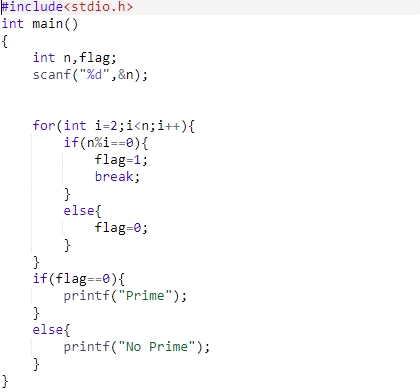 #include<stdio.h>
int main()
{
    int n,flag;
    scanf("%d",&n);
    for(int i=2;i<n;i++){
        if(n%i==0){
            flag=1;
            break;
        }
        else{
            flag=0;
        }
    }
    if(flag==0){
        printf("Prime");
    }
    else{
        printf("No Prime");
    }
}